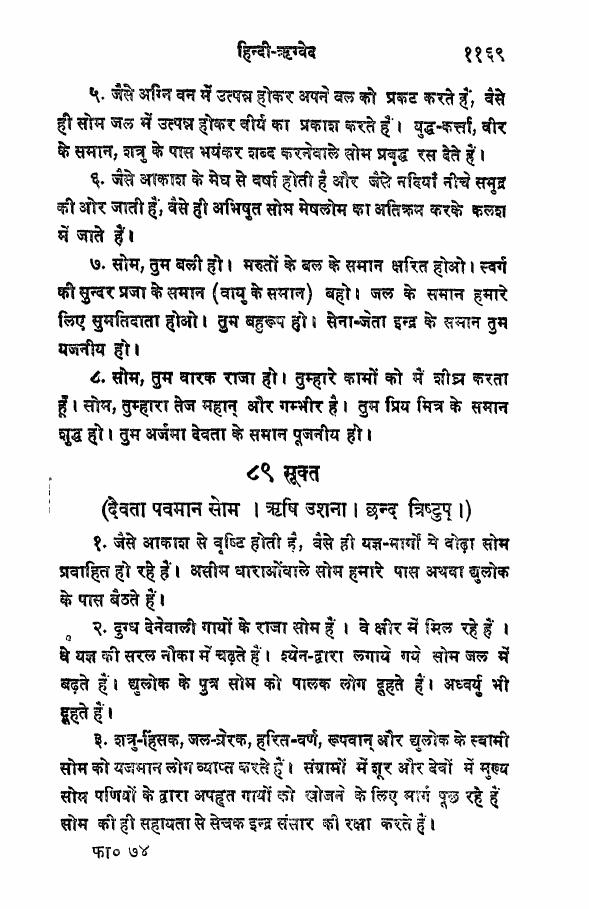 हिन्दी-ऋग्वेद ११६९
५. जैसे अग्नि वन में उत्पन्न होकर अपने वल को प्रकट करते हैं, वैसे
ही सोम जल में उत्पन्न होकर वीर्य का प्रकाश करते हैं। युद्ध-कर्त्ता, वीर
के समान, शत्रु के पास भयंकर शब्द करनेवाले सोम प्रवृद्ध रस देते हैं।
६. जैसे आकाश के मेघ से वर्षा होती है और जैसे नदियाँ नीचे समुद्र
की ओर जाती हैं, वैसे ही अभिषुत सोम मेषलोम का अतिक्रम करके कलश
में जाते हैं।
७. सोम, तुम बली हो। मरुतों के बल के समान क्षरित होओ। स्वर्ग
की सुन्दर प्रजा के समान (वायु के समान) बहो। जल के समान हमारे
लिए सुमतिदाता होओ। तुम बहुरूप हो। सेना-जेता इन्द्र के समान तुम
यजनीय हो।
८. सोम, तुम वारक राजा हो। तुम्हारे कामों को मैं शीघ्र करता
हूँ। सोम, तुम्हारा तेज महान् और गम्भीर है। तुम प्रिय मित्र के समान
शुद्ध हो। तुम अर्जमा देवता के समान पूजनीय हो।
८९ सूक्त
(देवता पवमान सोम । ऋषि उशना। छन्द त्रिष्टुप्।)
१. जैसे आकाश से वृष्टि होती है, वैसे ही यज्ञ-मार्गों में वोढ़ा सोम
प्रवाहित हो रहे हैं। असीम धाराओंवाले सोम हमारे पास अथवा द्युलोक
के पास बैठते हैं।
२. दुग्ध देनेवाली गायों के राजा सोम हैं । वे क्षीर में मिल रहे हैं ।
वे यज्ञ की सरल नौका में चढ़ते हैं। श्येन-द्वारा लगाये गये सोम जल में
बढ़ते हैं। द्युलोक के पुत्र सोम को पालक लोग दूहते हैं। अध्वर्यु भी
दूहते हैं।
३. शत्रु-हिंसक, जल-प्रेरक, हरित-वर्ण, रूपवान् और द्युलोक के स्वामी
सोम को यजमान लोग व्याप्त करते हैं। संग्रामों में शूर और देवों में मुख्य
सोम पणियों के द्वारा अपहृत गायों को खोजने के लिए मार्ग पूछ रहे हैं
सोम की ही सहायता से सेचक इन्द्र संसार की रक्षा करते हैं।
फा० ७४